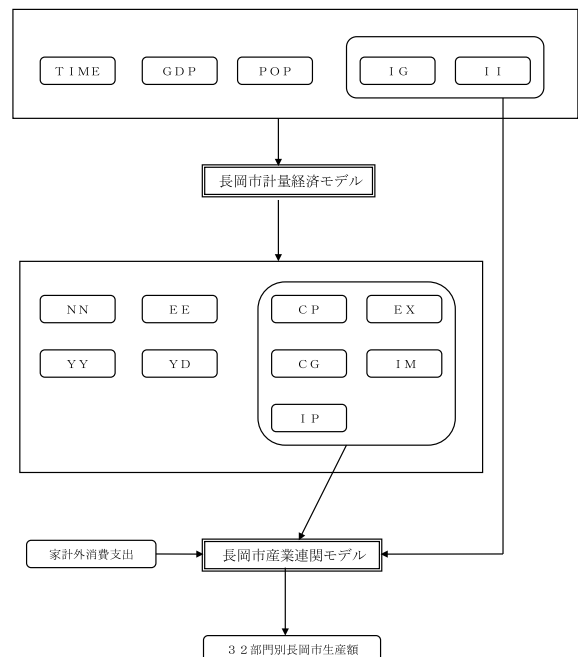 ＴＩＭＥ ＧＤＰ ＰＯＰ ＩＧ ＩＩ
長岡市計量経済モデル
ＮＮ ＥＥ ＣＰ ＥＸ
ＹＹ ＹＤ ＣＧ ＩＭ
ＩＰ
家計外消費支出 長岡市産業連関モデル
３２部門別長岡市生産額